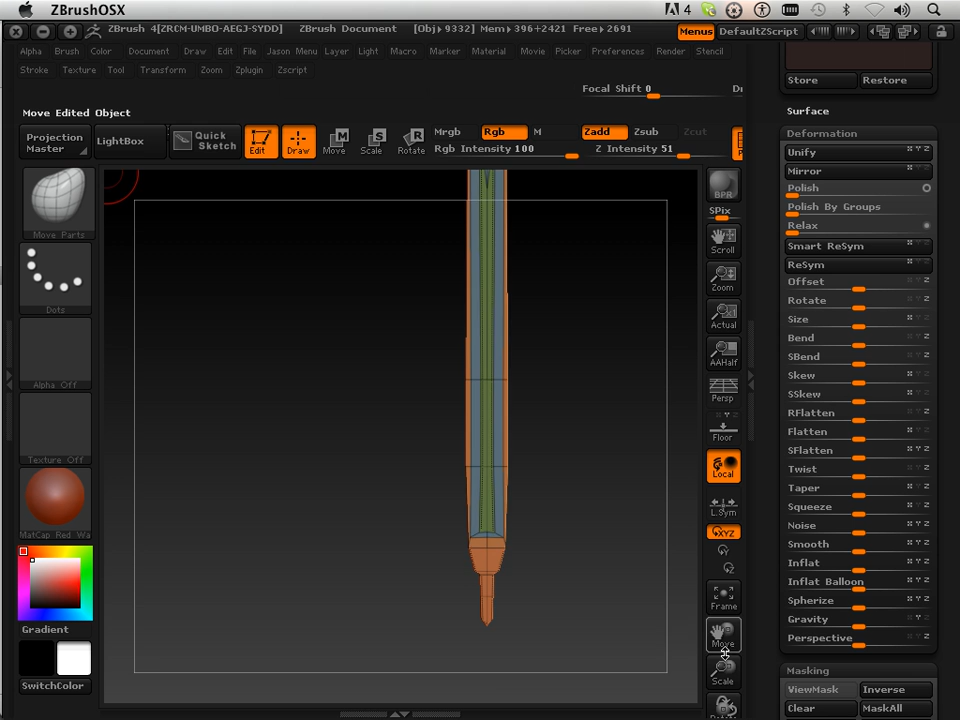 ZBrushOSX
4
ZBrush 4[ZRCM-UMBO-AEGJ-SYDD] ZBrush Document [Obj▸9332] Mem▸396+2421 Free▸2691
Menus DefaultZScript
Alpha Brush Color Document Draw Edit File Jason Menu Layer Light Macro Marker Material Movie Picker Preferences Render Stencil
Stroke Texture Tool Transform Zoom Zplugin Zscript
Focal Shift 0
Move Edited Object
Projection Master
LightBox
Quick Sketch
Edit
Draw
Move
Scale
Rotate
Mrgb Rgb M
Rgb Intensity 100
Zadd Zsub Zcut
Z Intensity 51
Move Parts
Dots
Alpha Off
Texture Off
MatCap Red Wa
Gradient
SwitchColor
BPR
SPix
Scroll
Zoom
Actual
AAHalf
Persp
Floor
Local
L.Sym
XYZ
Frame
Move
Scale
Store Restore
Surface
Deformation
Unify
Mirror
Polish
Polish By Groups
Relax
Smart ReSym
ReSym
Offset
Rotate
Size
Bend
SBend
Skew
SSkew
RFlatten
Flatten
SFlatten
Twist
Taper
Squeeze
Noise
Smooth
Inflat
Inflat Balloon
Spherize
Gravity
Perspective
Masking
ViewMask Inverse
Clear MaskAll